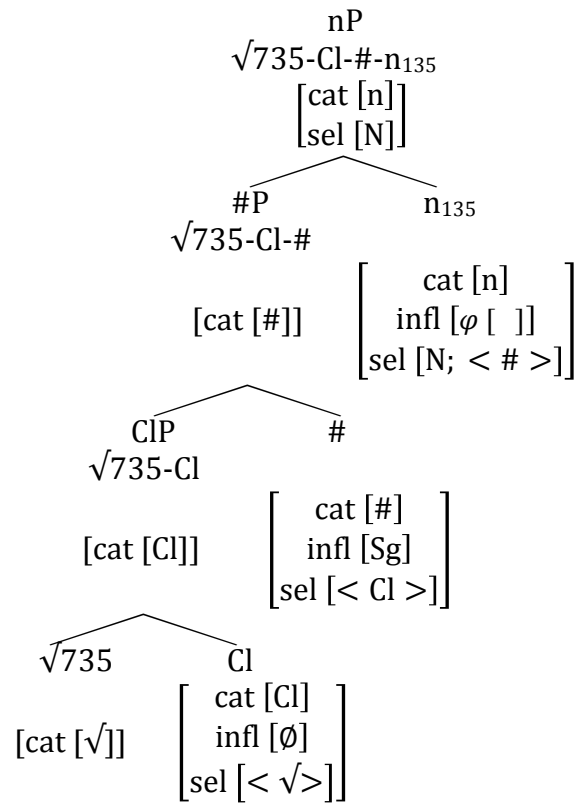 nP
√735-Cl-#-n₁₃₅
[cat [n]]
[sel [N]]
#P n₁₃₅
√735-Cl-#
cat [n]
[cat [#]] infl [φ [ ]]
sel [N; < # >]
ClP #
√735-Cl
cat [#]
[cat [Cl]] infl [Sg]
sel [< Cl >]
√735 Cl
cat [Cl]
[cat [√]] infl [∅]
sel [< √>]